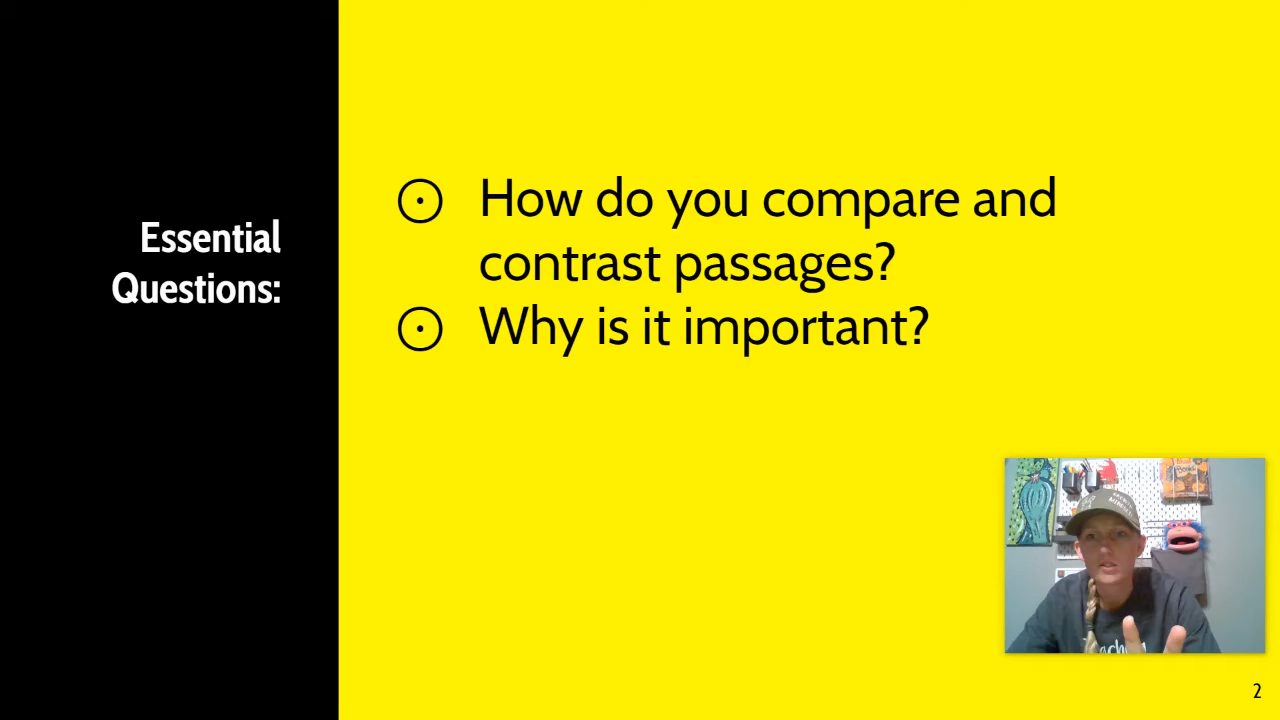 Essential
Questions:
How do you compare and
contrast passages?
Why is it important?
2